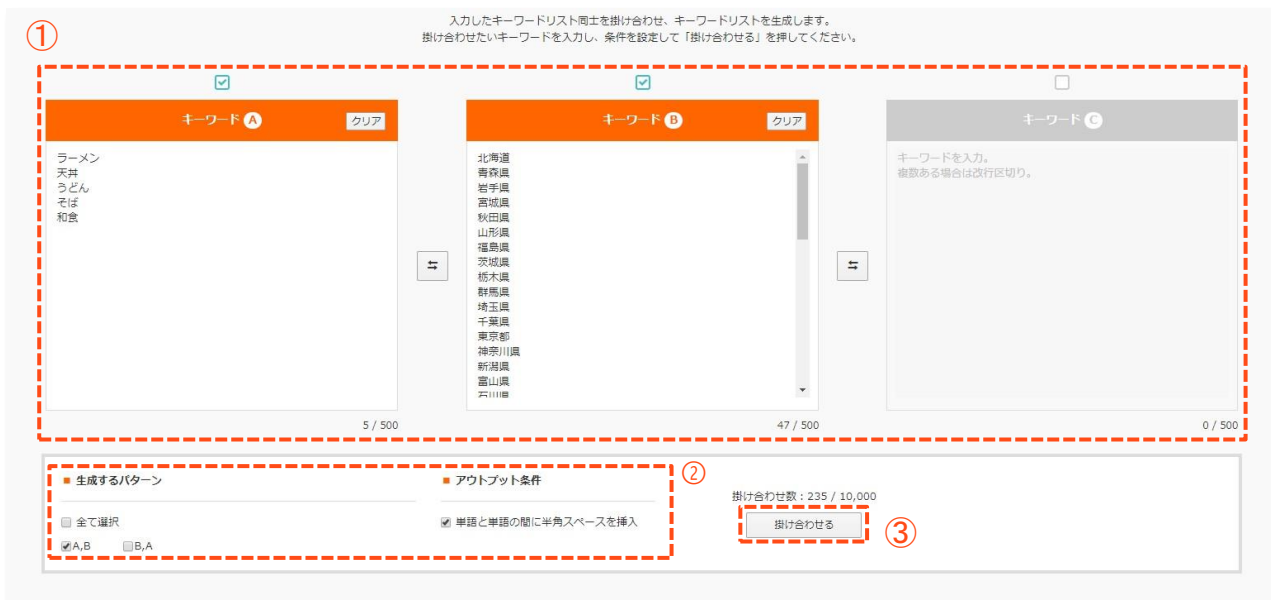 入力したキーワードリスト同士を掛け合わせ、キーワードリストを生成します。
掛け合わせたいキーワードを入力し、条件を設定して「掛け合わせる」を押してください。
①
キーワード A
クリア
キーワード B
クリア
キーワード C
ラーメン
天丼
うどん
そば
和食
北海道
青森県
岩手県
宮城県
秋田県
山形県
福島県
茨城県
栃木県
群馬県
埼玉県
千葉県
東京都
神奈川県
新潟県
富山県
石川県
キーワードを入力。
複数ある場合は改行区切り。
5 / 500
47 / 500
0 / 500
②
■ 生成するパターン
全て選択
A,B
B,A
■ アウトプット条件
単語と単語の間に半角スペースを挿入
掛け合わせ数：235 / 10,000
掛け合わせる
③